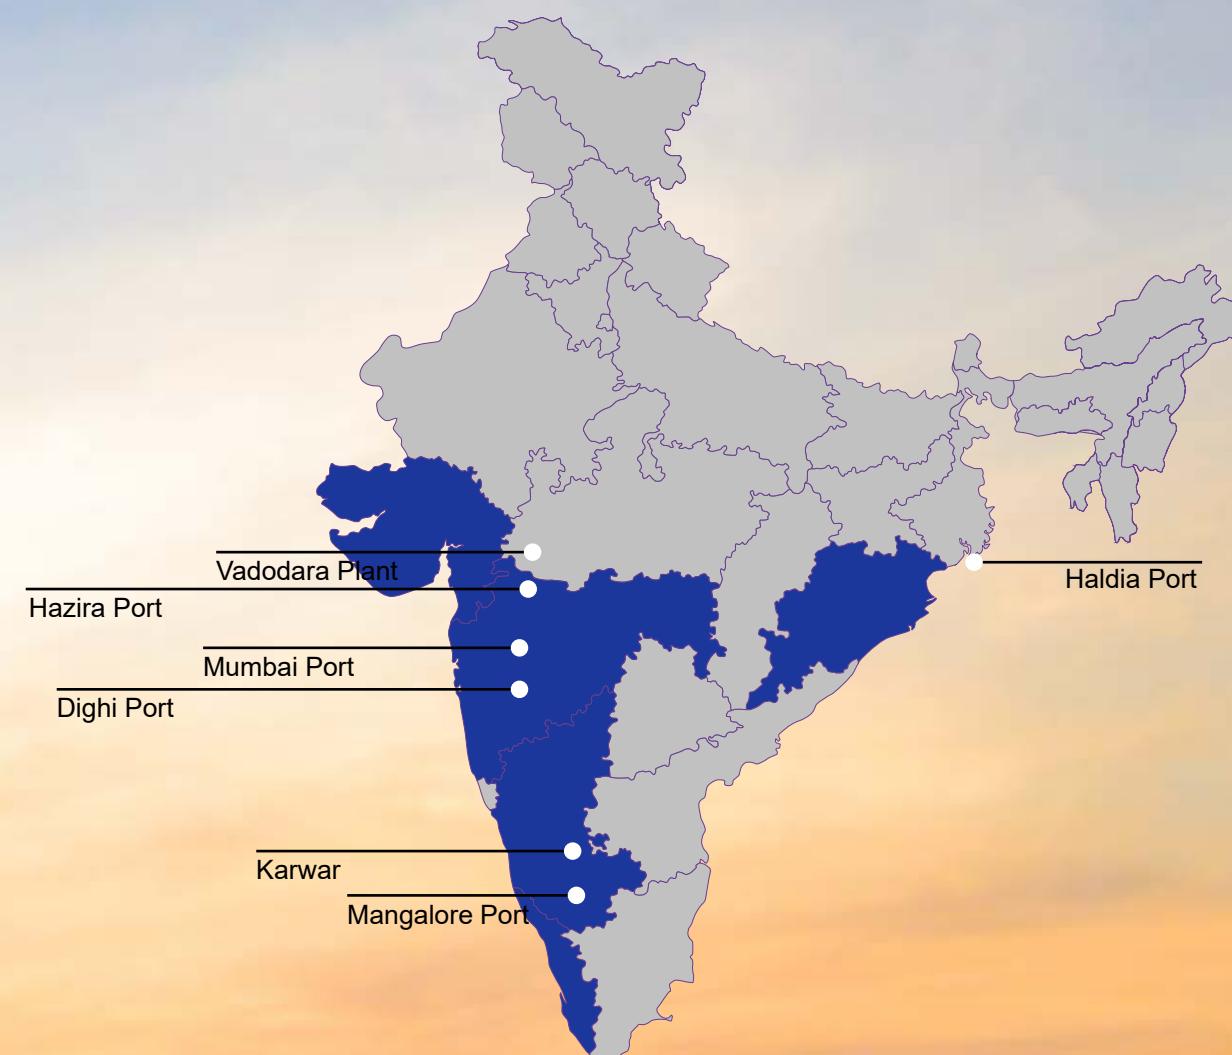 Vadodara Plant
Haldia Port
Hazira Port
Mumbai Port
Dighi Port
Karwar
Mangalore Port